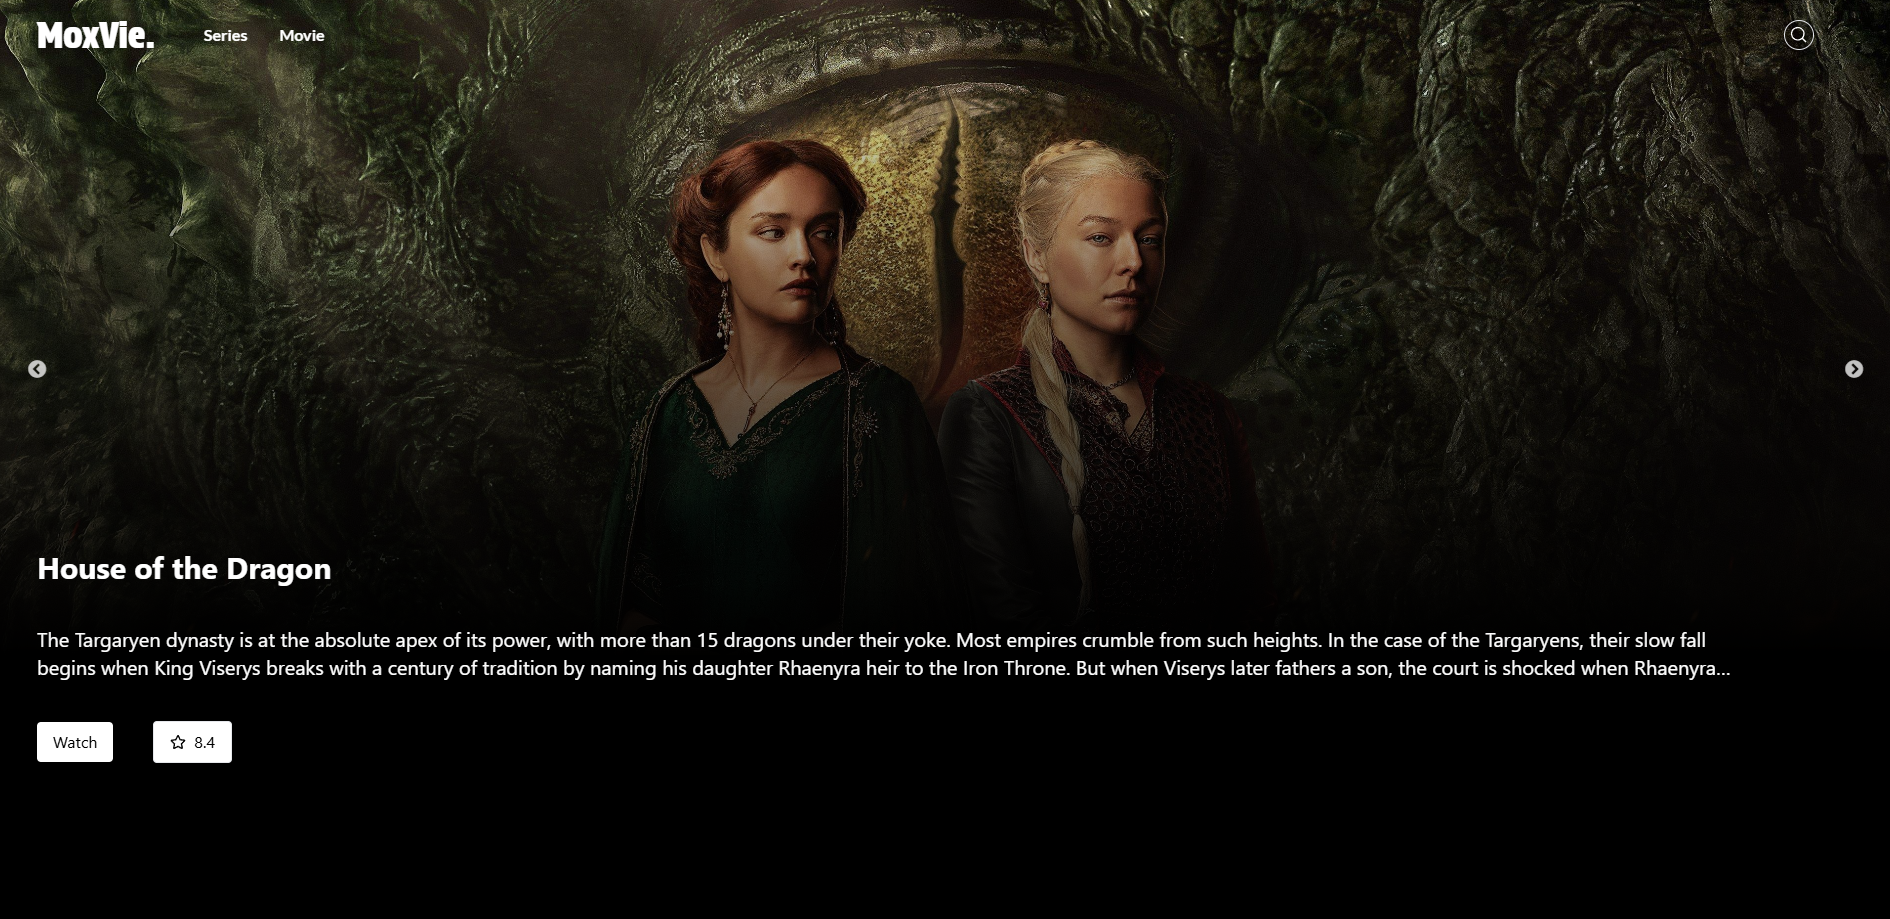 MoxVie.
Series
Movie
House of the Dragon
The Targaryen dynasty is at the absolute apex of its power, with more than 15 dragons under their yoke. Most empires crumble from such heights. In the case of the Targaryens, their slow fall
begins when King Viserys breaks with a century of tradition by naming his daughter Rhaenyra heir to the Iron Throne. But when Viserys later fathers a son, the court is shocked when Rhaenyra...
Watch
8.4